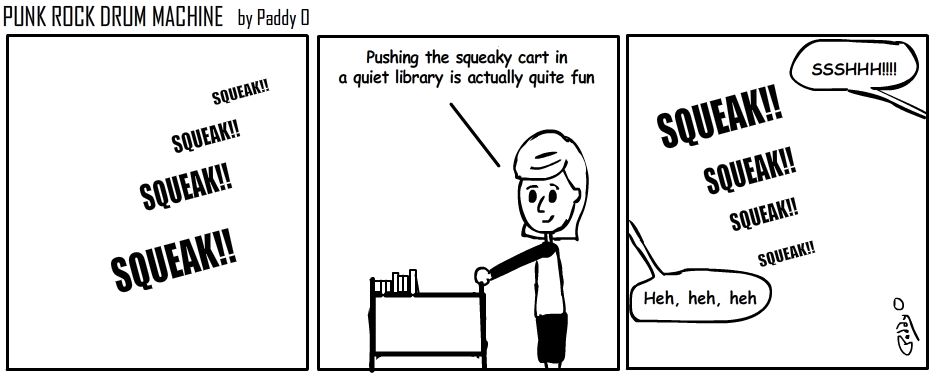 PUNK ROCK DRUM MACHINE by Paddy O
SQUEAK!!
SQUEAK!!
SQUEAK!!
SQUEAK!!
Pushing the squeaky cart in
a quiet library is actually quite fun
SSSHHH!!!!
SQUEAK!!
SQUEAK!!
SQUEAK!!
SQUEAK!!
Heh, heh, heh
Paddy O